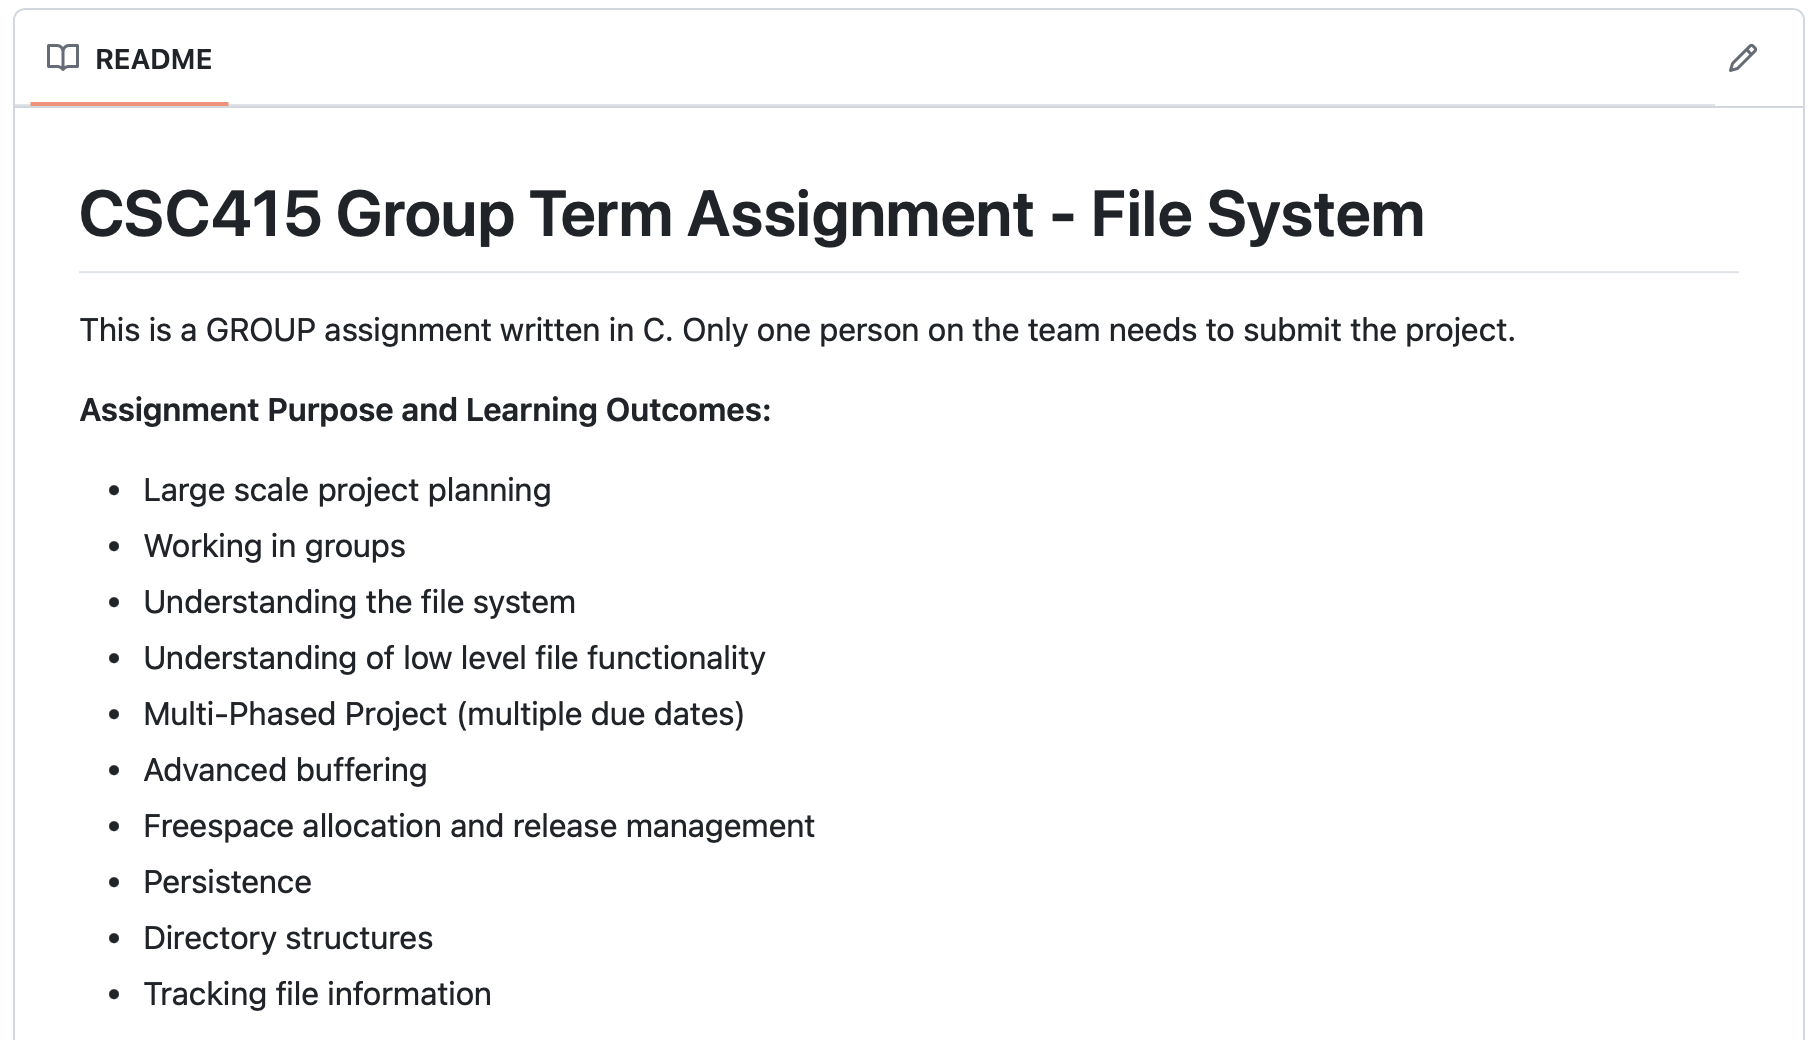 README
CSC415 Group Term Assignment - File System
This is a GROUP assignment written in C. Only one person on the team needs to submit the project.
Assignment Purpose and Learning Outcomes:
• Large scale project planning
• Working in groups
• Understanding the file system
• Understanding of low level file functionality
• Multi-Phased Project (multiple due dates)
• Advanced buffering
• Freespace allocation and release management
• Persistence
• Directory structures
• Tracking file information